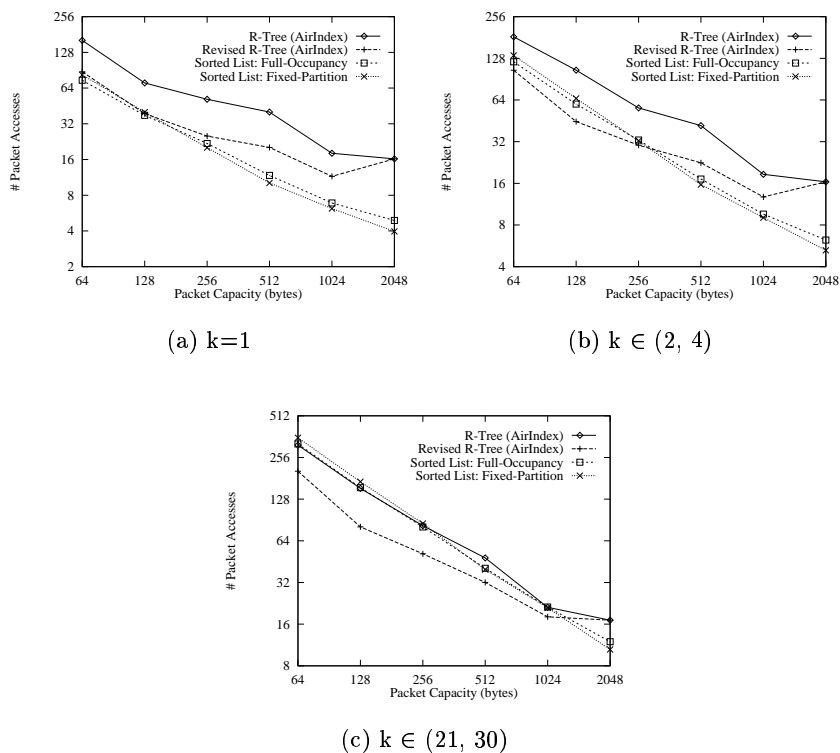 256
128
64
32
16
8
4
2
# Packet Accesses
R-Tree (AirIndex)
Revised R-Tree (AirIndex)
Sorted List: Full-Occupancy
Sorted List: Fixed-Partition
64 128 256 512 1024 2048
Packet Capacity (bytes)
(a) k=1
256
128
64
32
16
8
4
# Packet Accesses
R-Tree (AirIndex)
Revised R-Tree (AirIndex)
Sorted List: Full-Occupancy
Sorted List: Fixed-Partition
64 128 256 512 1024 2048
Packet Capacity (bytes)
(b) k ∈ (2, 4)
512
256
128
64
32
16
8
# Packet Accesses
R-Tree (AirIndex)
Revised R-Tree (AirIndex)
Sorted List: Full-Occupancy
Sorted List: Fixed-Partition
64 128 256 512 1024 2048
Packet Capacity (bytes)
(c) k ∈ (21, 30)